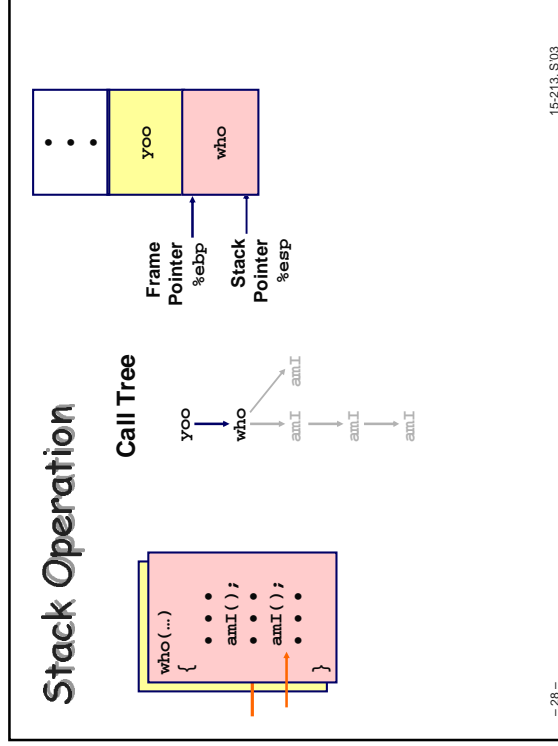 Stack Operation
who(…)
{
• • •
amI();
• • •
amI();
• • •
}
Call Tree
yoo
who
amI
amI
amI
amI
Frame
Pointer
%ebp
Stack
Pointer
%esp
•
•
•
yoo
who
– 28 –
15-213, S'03